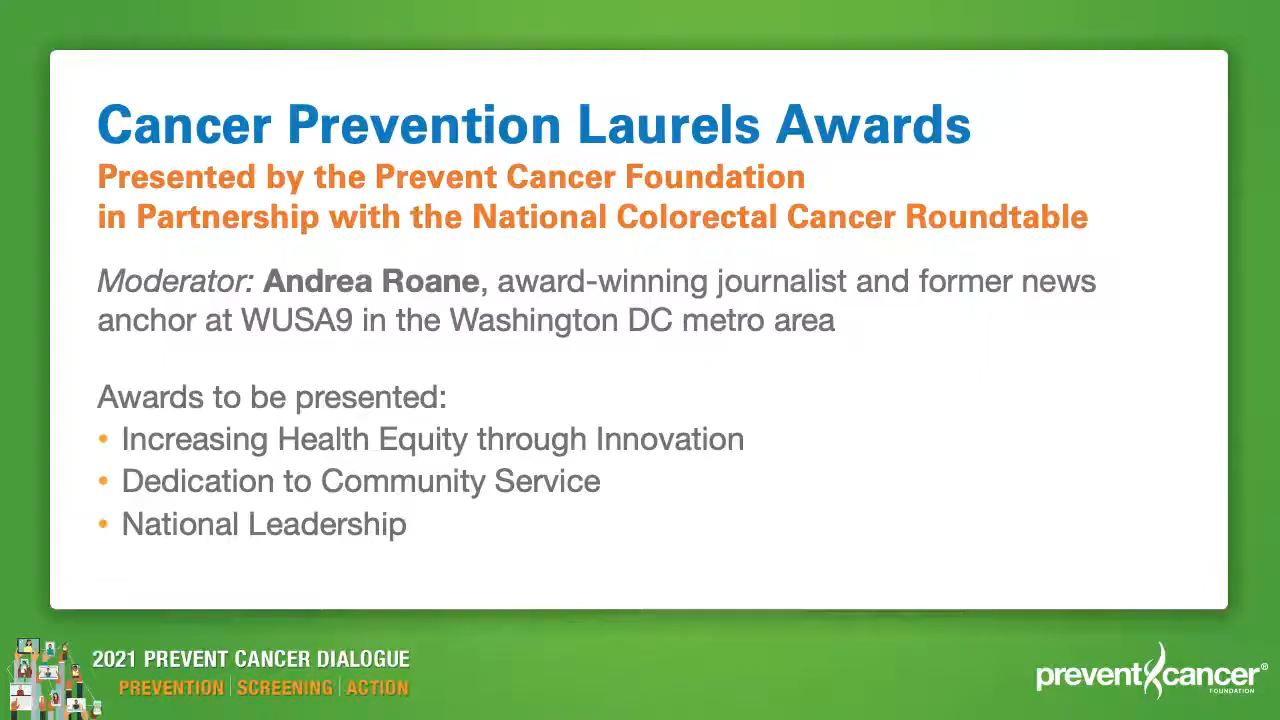 Cancer Prevention Laurels Awards
Presented by the Prevent Cancer Foundation
in Partnership with the National Colorectal Cancer Roundtable
Moderator: Andrea Roane, award-winning journalist and former news
anchor at WUSA9 in the Washington DC metro area
Awards to be presented:
• Increasing Health Equity through Innovation
• Dedication to Community Service
• National Leadership
2021 PREVENT CANCER DIALOGUE
PREVENTION | SCREENING | ACTION
prevent cancer®
FOUNDATION